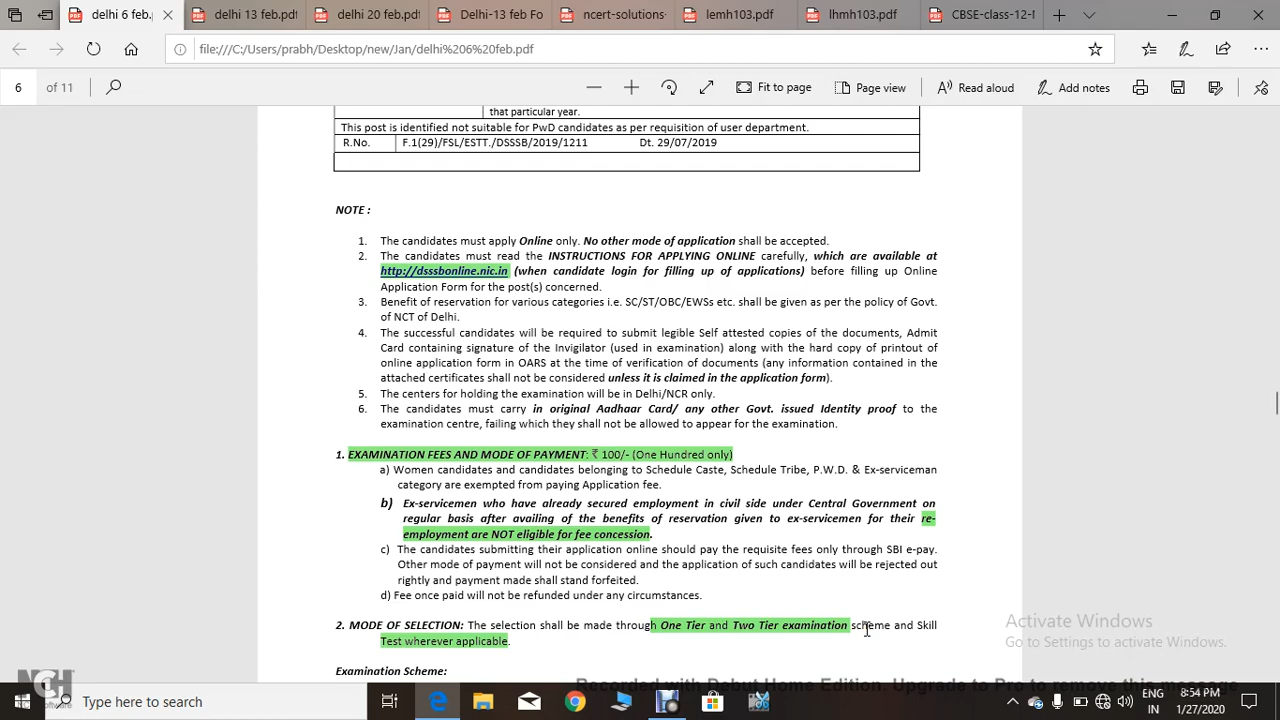 delhi 6 feb.
delhi 13 feb.
delhi 20 feb.
Delhi-13 feb Fo
ncert-solutions-
lemh103.pdf
lhmh103.pdf
CBSE-class-12-M
file:///C:/Users/prabh/Desktop/new/Jan/delhi%206%20feb.pdf
6 of 11
Fit to page
Page view
Read aloud
Add notes
that particular year.
This post is identified not suitable for PwD candidates as per requisition of user department.
R.No. F.1(29)/FSL/ESTT./DSSSB/2019/1211 Dt. 29/07/2019
NOTE :
1. The candidates must apply Online only. No other mode of application shall be accepted.
2. The candidates must read the INSTRUCTIONS FOR APPLYING ONLINE carefully, which are available at
http://dsssbonline.nic.in (when candidate login for filling up of applications) before filling up Online
Application Form for the post(s) concerned.
3. Benefit of reservation for various categories i.e. SC/ST/OBC/EWSs etc. shall be given as per the policy of Govt.
of NCT of Delhi.
4. The successful candidates will be required to submit legible Self attested copies of the documents, Admit
Card containing signature of the Invigilator (used in examination) along with the hard copy of printout of
online application form in OARS at the time of verification of documents (any information contained in the
attached certificates shall not be considered unless it is claimed in the application form).
5. The centers for holding the examination will be in Delhi/NCR only.
6. The candidates must carry in original Aadhaar Card/ any other Govt. issued Identity proof to the
examination centre, failing which they shall not be allowed to appear for the examination.
1. EXAMINATION FEES AND MODE OF PAYMENT: ₹ 100/- (One Hundred only)
a) Women candidates and candidates belonging to Schedule Caste, Schedule Tribe, P.W.D. & Ex-serviceman
category are exempted from paying Application fee.
b) Ex-servicemen who have already secured employment in civil side under Central Government on
regular basis after availing of the benefits of reservation given to ex-servicemen for their re-
employment are NOT eligible for fee concession.
c) The candidates submitting their application online should pay the requisite fees only through SBI e-pay.
Other mode of payment will not be considered and the application of such candidates will be rejected out
rightly and payment made shall stand forfeited.
d) Fee once paid will not be refunded under any circumstances.
2. MODE OF SELECTION: The selection shall be made through One Tier and Two Tier examination scheme and Skill
Test wherever applicable.
Examination Scheme:
Activate Windows
Go to Settings to activate Windows.
NCH Software
Recorded with Debut Home Edition. Upgrade to Pro to remove this message
Type here to search
ENG
IN
8:54 PM
1/27/2020